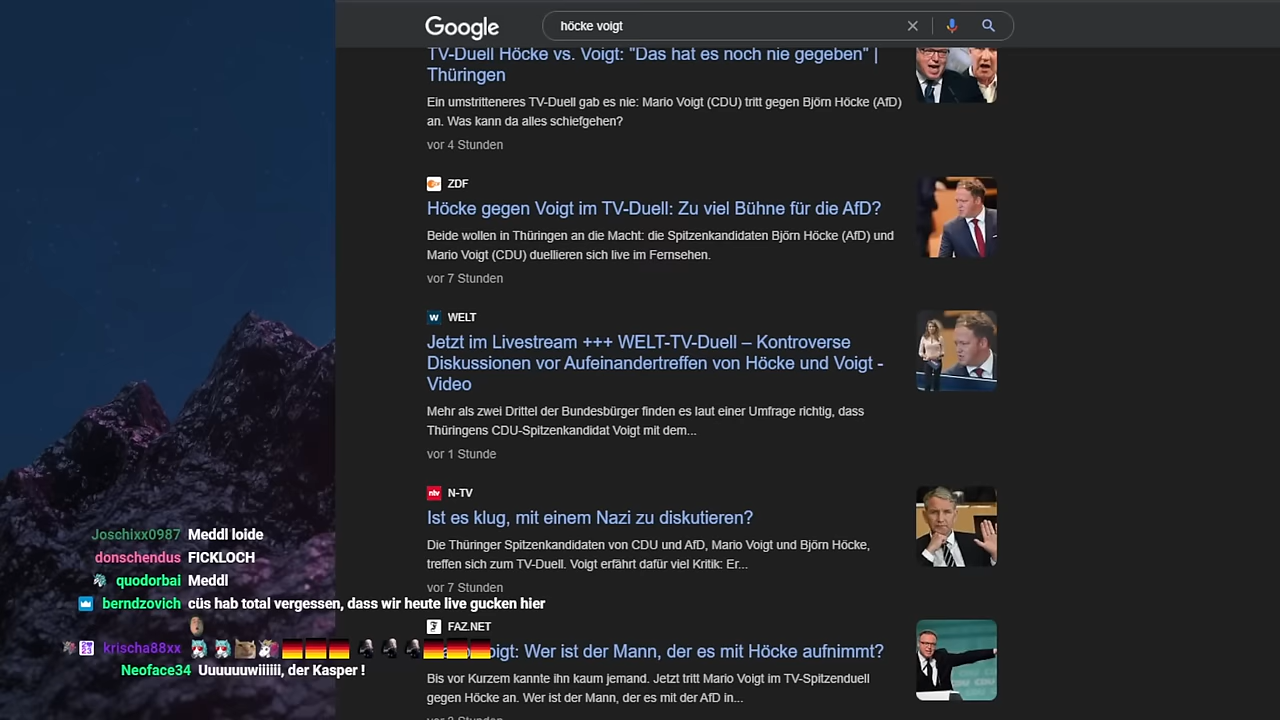 Google
höcke voigt
TV-Duell Höcke vs. Voigt: "Das hat es noch nie gegeben" |
Thüringen
Ein umstritteneres TV-Duell gab es nie: Mario Voigt (CDU) tritt gegen Björn Höcke (AfD)
an. Was kann da alles schiefgehen?
vor 4 Stunden
ZDF
Höcke gegen Voigt im TV-Duell: Zu viel Bühne für die AfD?
Beide wollen in Thüringen an die Macht: die Spitzenkandidaten Björn Höcke (AfD) und
Mario Voigt (CDU) duellieren sich live im Fernsehen.
vor 7 Stunden
W WELT
Jetzt im Livestream +++ WELT-TV-Duell – Kontroverse
Diskussionen vor Aufeinandertreffen von Höcke und Voigt -
Video
Mehr als zwei Drittel der Bundesbürger finden es laut einer Umfrage richtig, dass
Thüringens CDU-Spitzenkandidat Voigt mit dem...
vor 1 Stunde
ntv N-TV
Ist es klug, mit einem Nazi zu diskutieren?
Die Thüringer Spitzenkandidaten von CDU und AfD, Mario Voigt und Björn Höcke,
treffen sich zum TV-Duell. Voigt erfährt dafür viel Kritik: Er...
vor 7 Stunden
F FAZ.NET
oigt: Wer ist der Mann, der es mit Höcke aufnimmt?
Bis vor Kurzem kannte ihn kaum jemand. Jetzt tritt Mario Voigt im TV-Spitzenduell
gegen Höcke an. Wer ist der Mann, der es mit der AfD in...
Joschixx0987 Meddl loide
donschendus FICKLOCH
quodorbai Meddl
berndzovich cüs hab total vergessen, dass wir heute live gucken hier
krischa88xx
Neoface34 Uuuuuuwiiiiii, der Kasper !